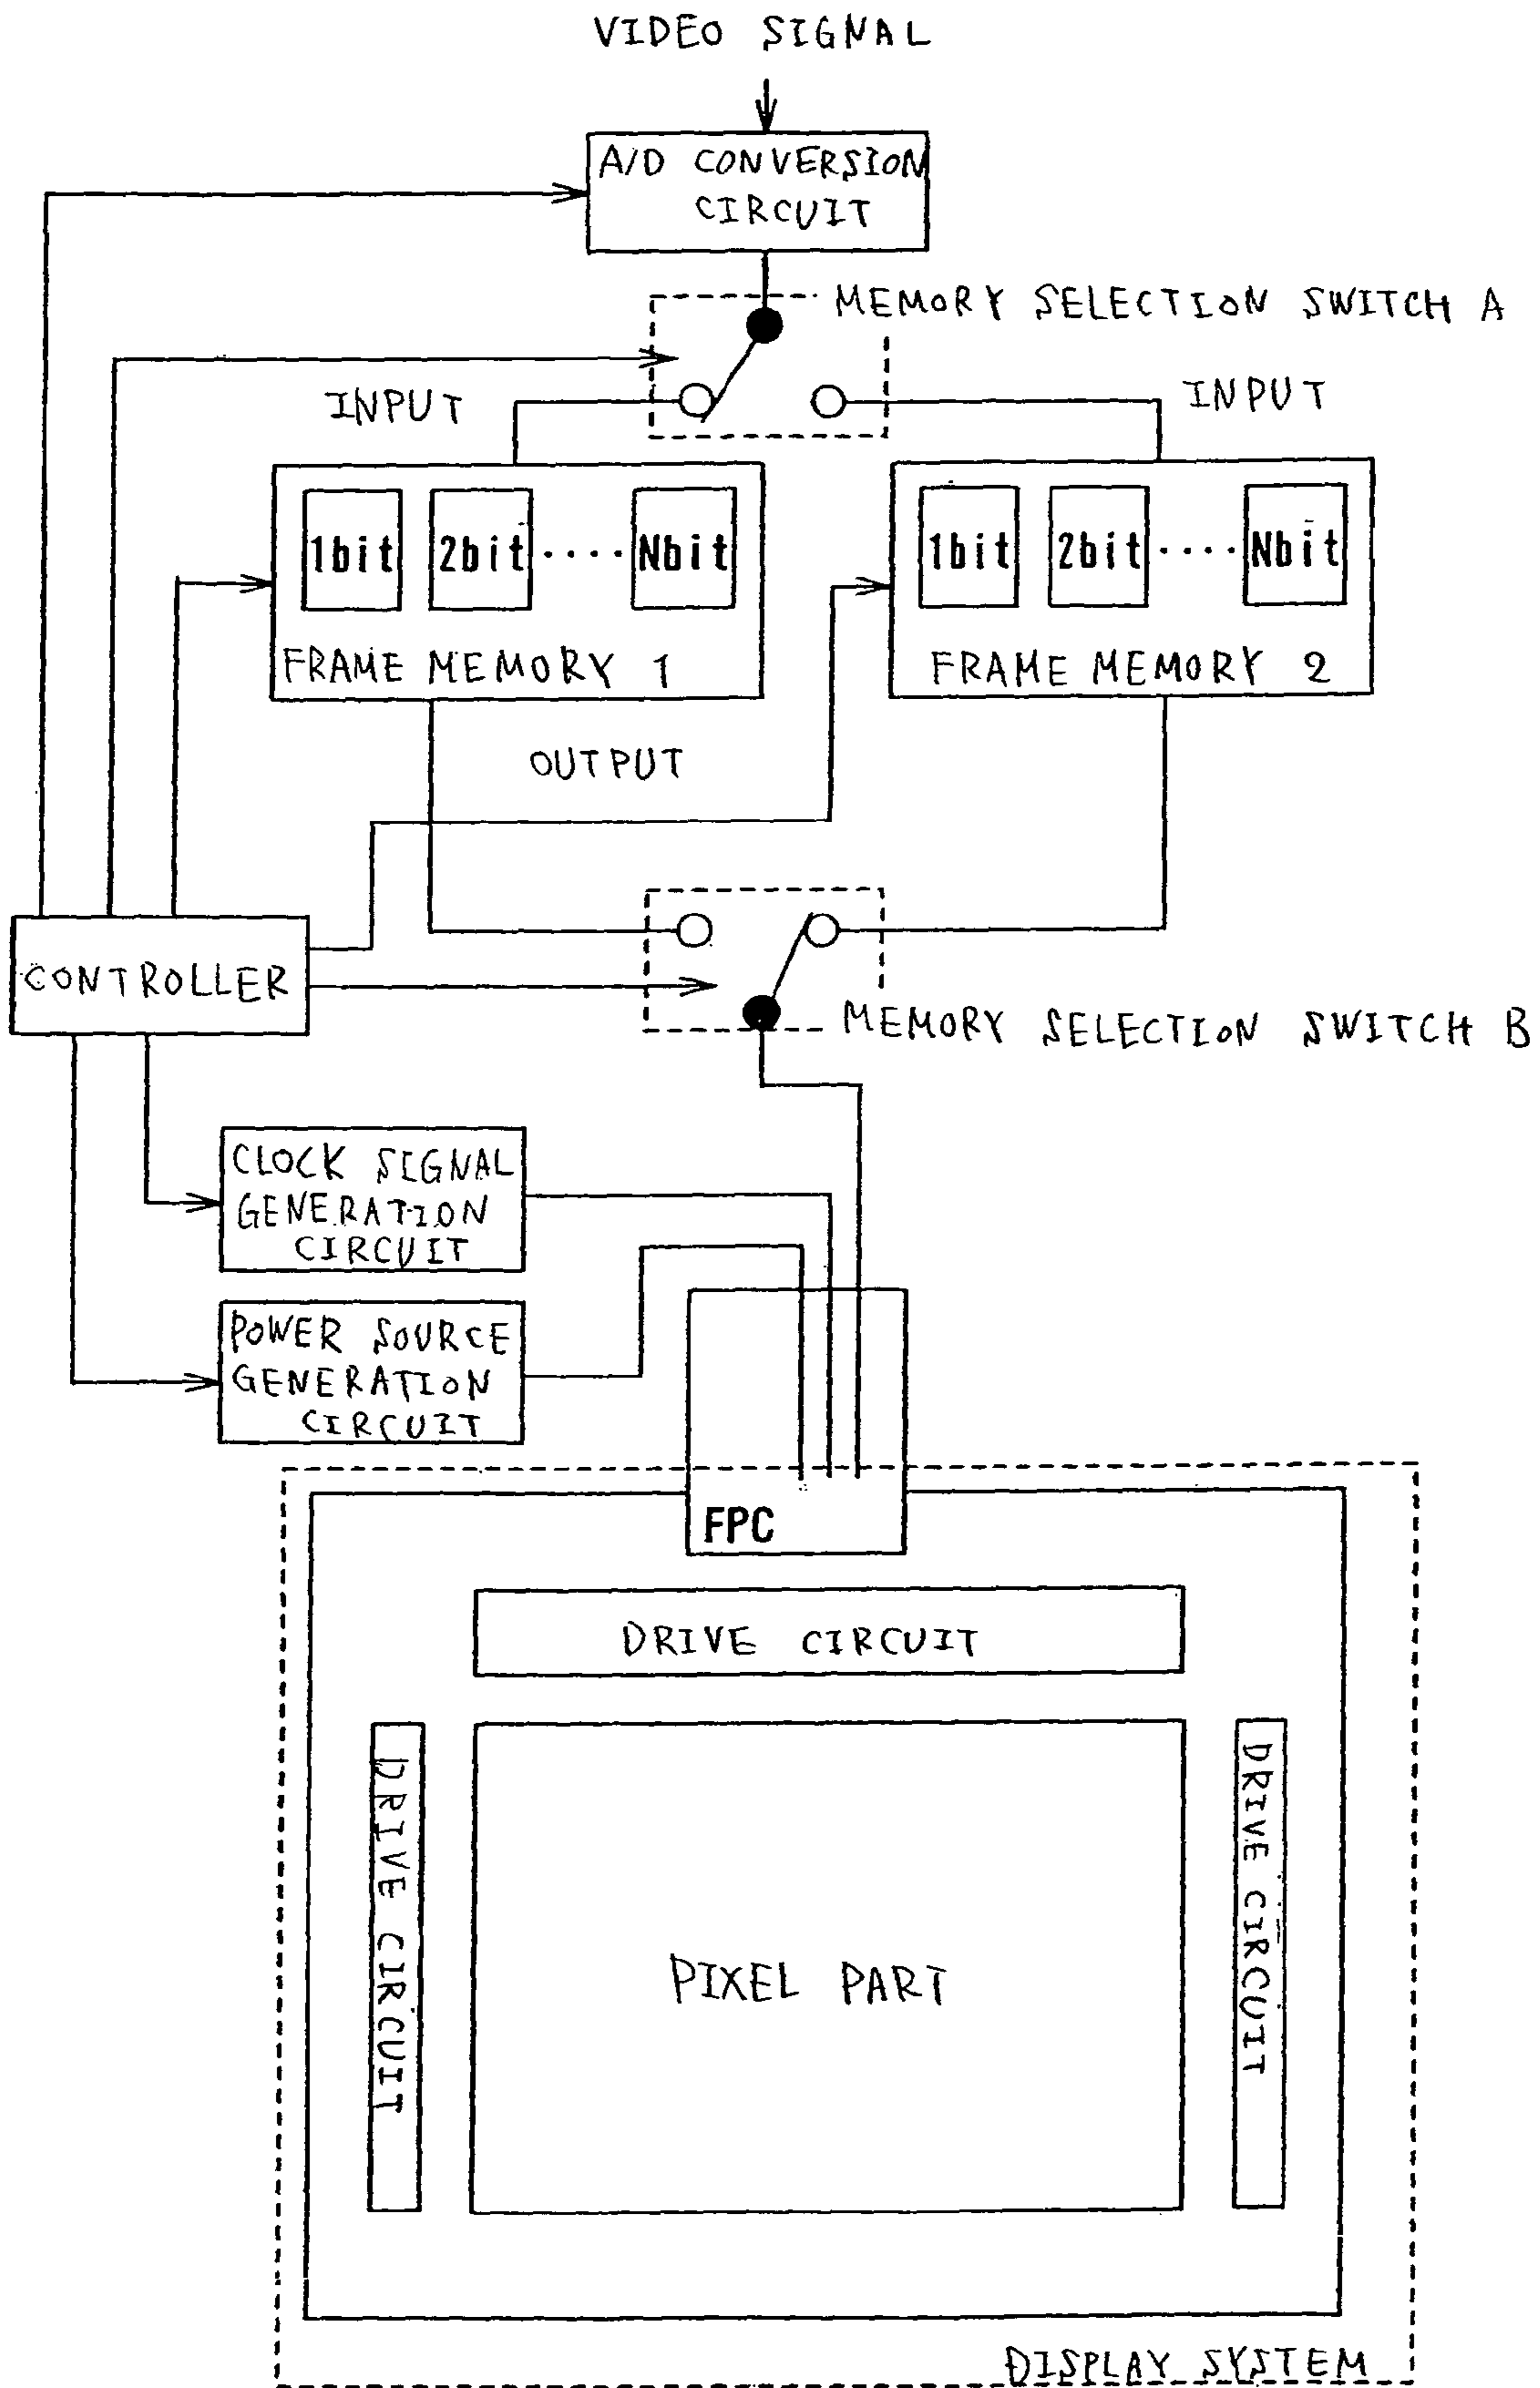 VIDEO SIGNAL
A/D CONVERSION
CIRCUIT
MEMORY SELECTION SWITCH A
INPUT
INPUT
1bit 2bit ···· Nbit
FRAME MEMORY 1
1bit 2bit ···· Nbit
FRAME MEMORY 2
OUTPUT
CONTROLLER
MEMORY SELECTION SWITCH B
CLOCK SIGNAL
GENERATION
CIRCUIT
POWER SOURCE
GENERATION
CIRCUIT
FPC
DRIVE CIRCUIT
DRIVE CIRCUIT
PIXEL PART
DRIVE CIRCUIT
DISPLAY SYSTEM